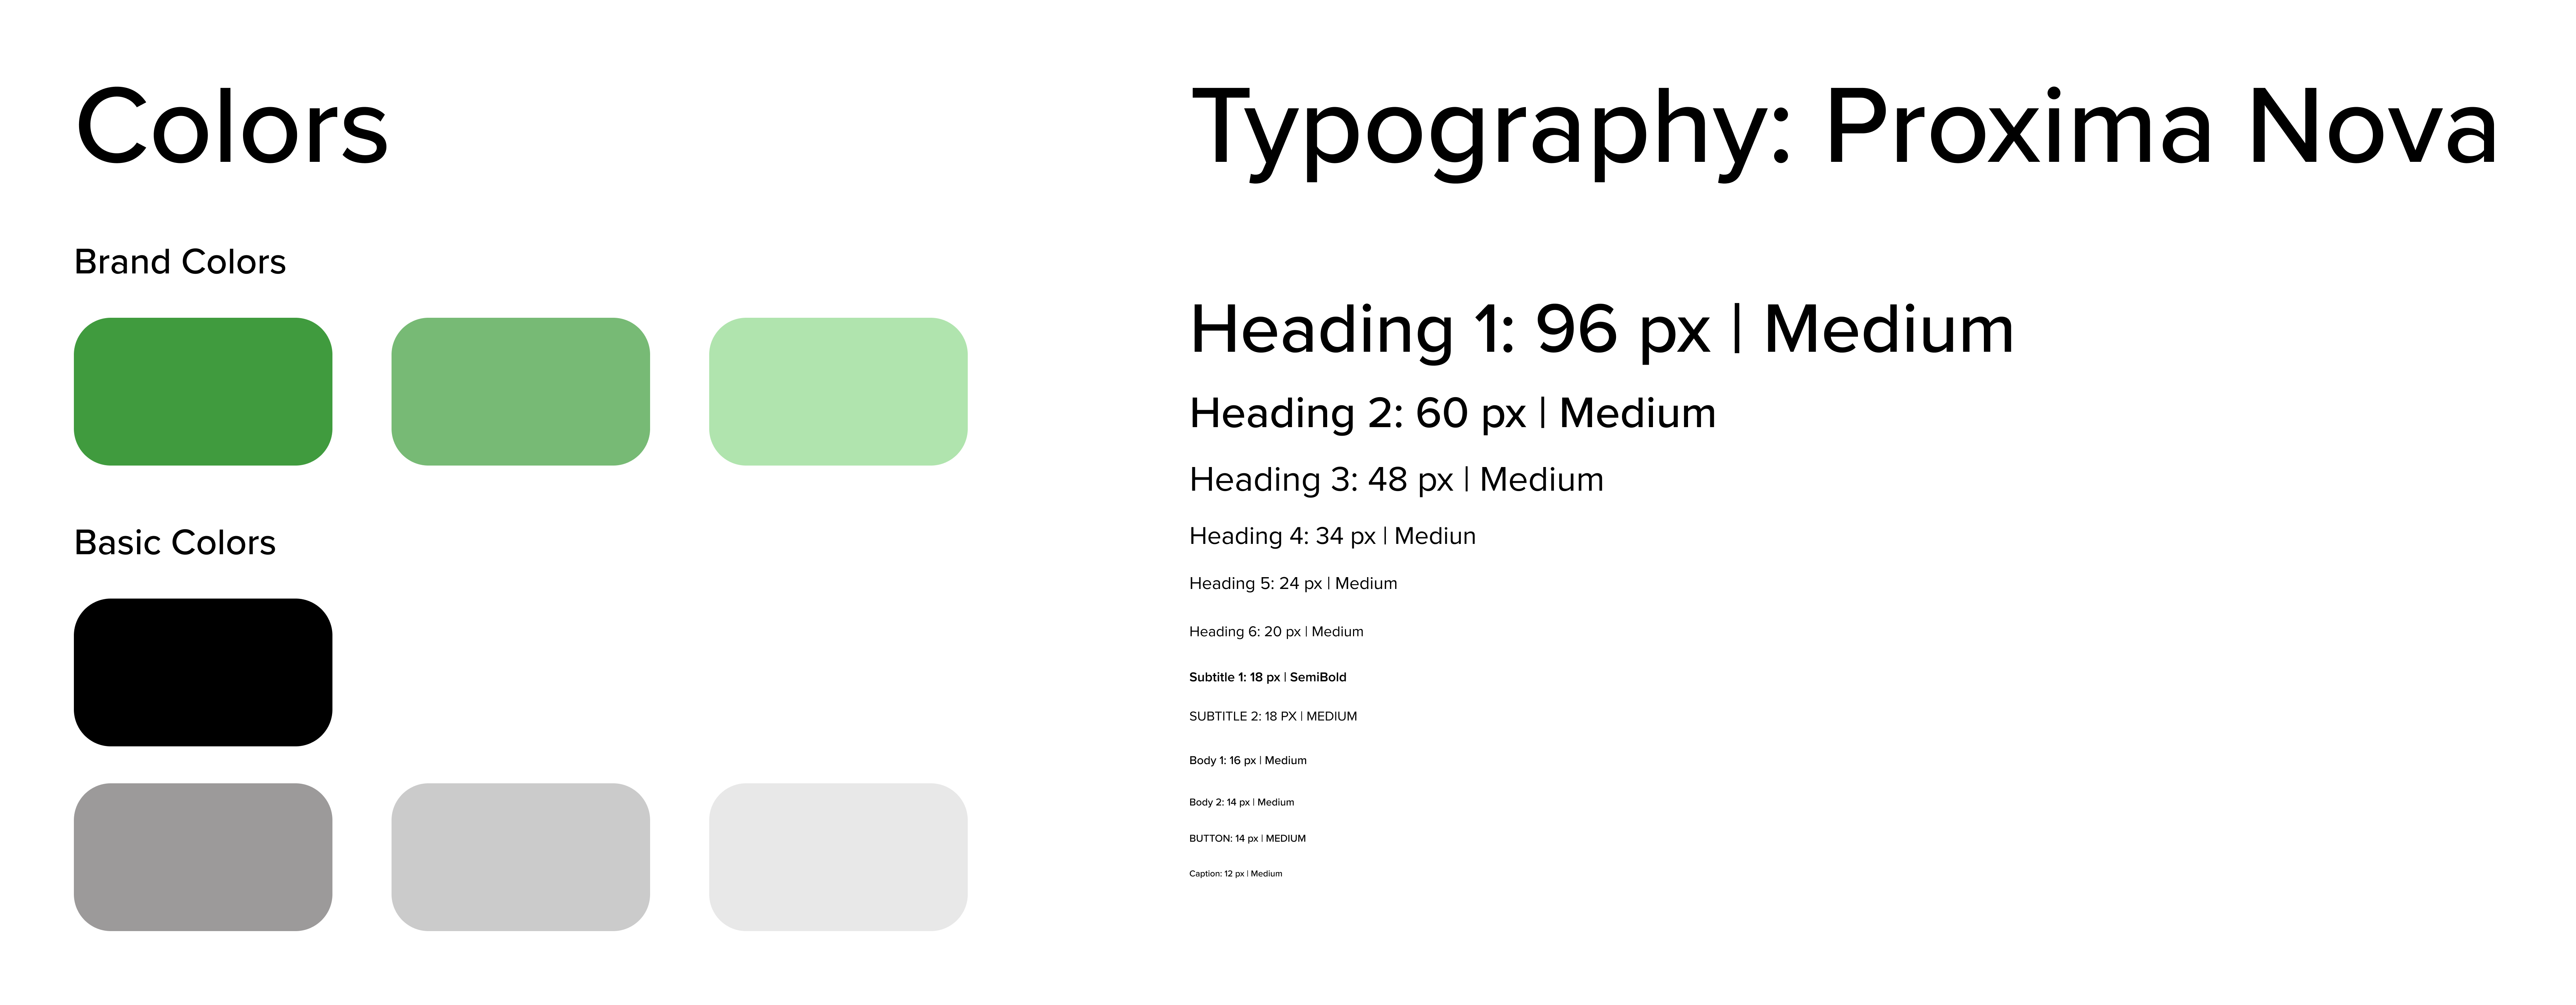 Colors
Brand Colors
Basic Colors
Typography: Proxima Nova
Heading 1: 96 px | Medium
Heading 2: 60 px | Medium
Heading 3: 48 px | Medium
Heading 4: 34 px | Mediun
Heading 5: 24 px | Medium
Heading 6: 20 px | Medium
Subtitle 1: 18 px | SemiBold
SUBTITLE 2: 18 PX | MEDIUM
Body 1: 16 px | Medium
Body 2: 14 px | Medium
BUTTON: 14 px | MEDIUM
Caption: 12 px | Medium